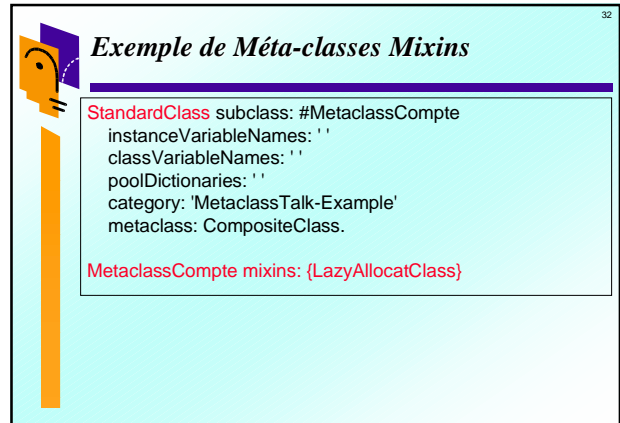 32
Exemple de Méta-classes Mixins
StandardClass subclass: #MetaclassCompte
instanceVariableNames: ' '
classVariableNames: ' '
poolDictionaries: ' '
category: 'MetaclassTalk-Example'
metaclass: CompositeClass.
MetaclassCompte mixins: {LazyAllocatClass}